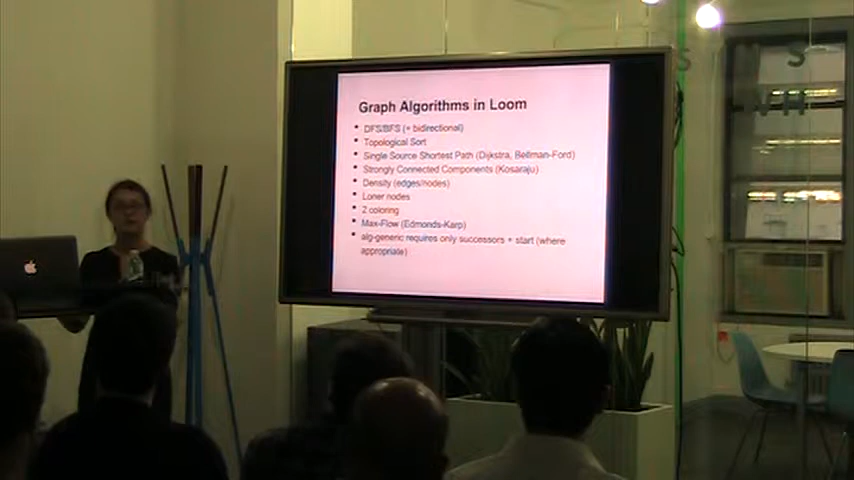 Graph Algorithms in Loom
DFS/BFS (+ bidirectional)
Topological Sort
Single Source Shortest Path (Dijkstra, Bellman-Ford)
Strongly Connected Components (Kosaraju)
Density (edges/nodes)
Loner nodes
2 coloring
Max-Flow (Edmonds-Karp)
alg-generic requires only successors + start (where
appropriate)